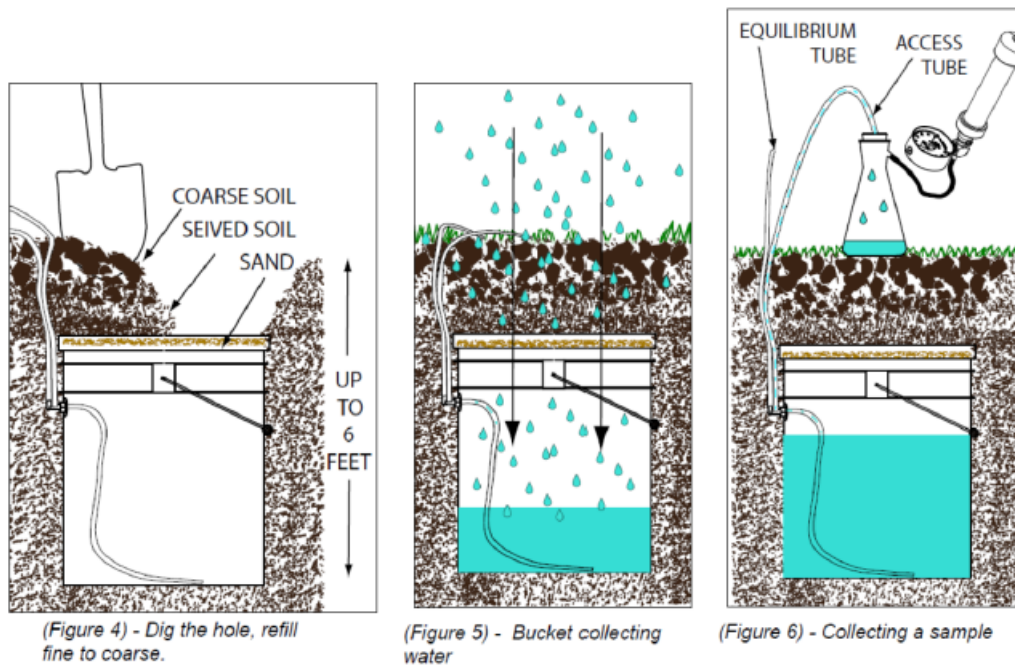 COARSE SOIL
SEIVED SOIL
SAND
UP
TO
6
FEET
(Figure 4) - Dig the hole, refill
fine to coarse.
(Figure 5) - Bucket collecting
water
EQUILIBRIUM
TUBE
ACCESS
TUBE
(Figure 6) - Collecting a sample